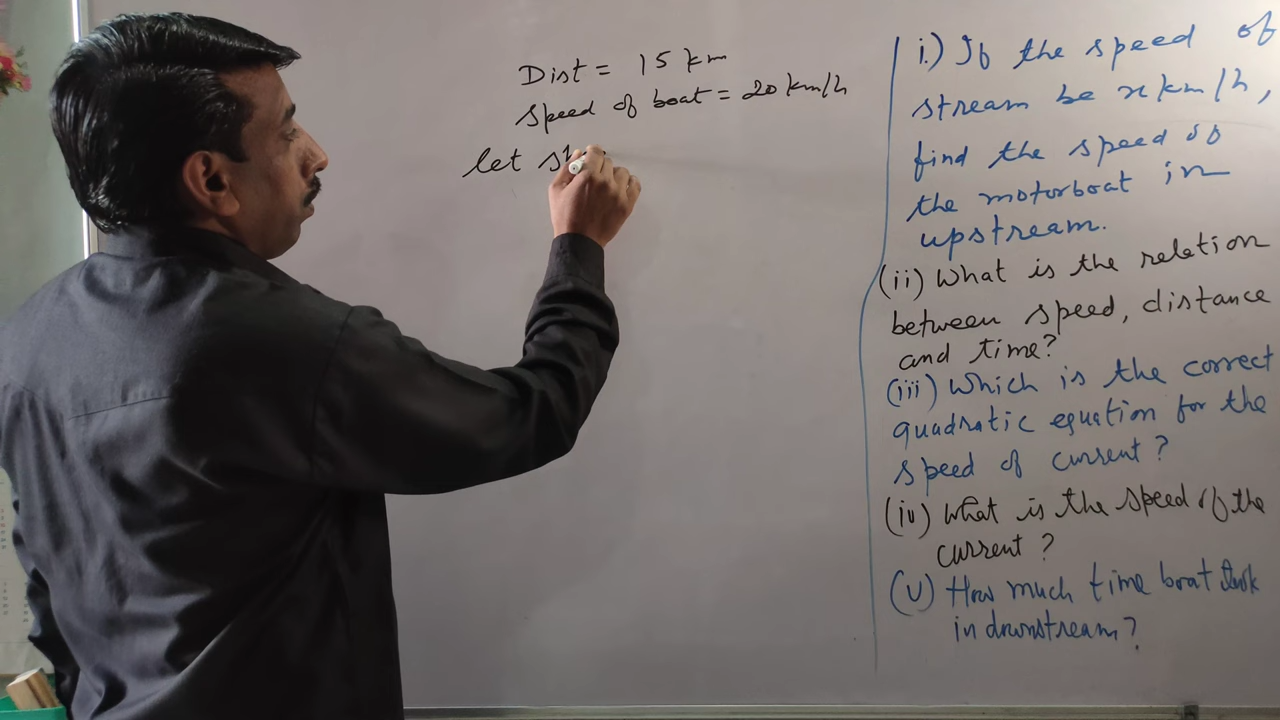 Dist = 15 km
speed of boat = 20 km/h
let st
i.) If the speed of
stream be x km/h,
find the speed of
the motorboat in
upstream.
(ii) What is the relation
between speed, distance
and time?
(iii) Which is the correct
quadratic equation for the
speed of current?
(iv) What is the speed of the
current?
(v) How much time boat took
in downstream?